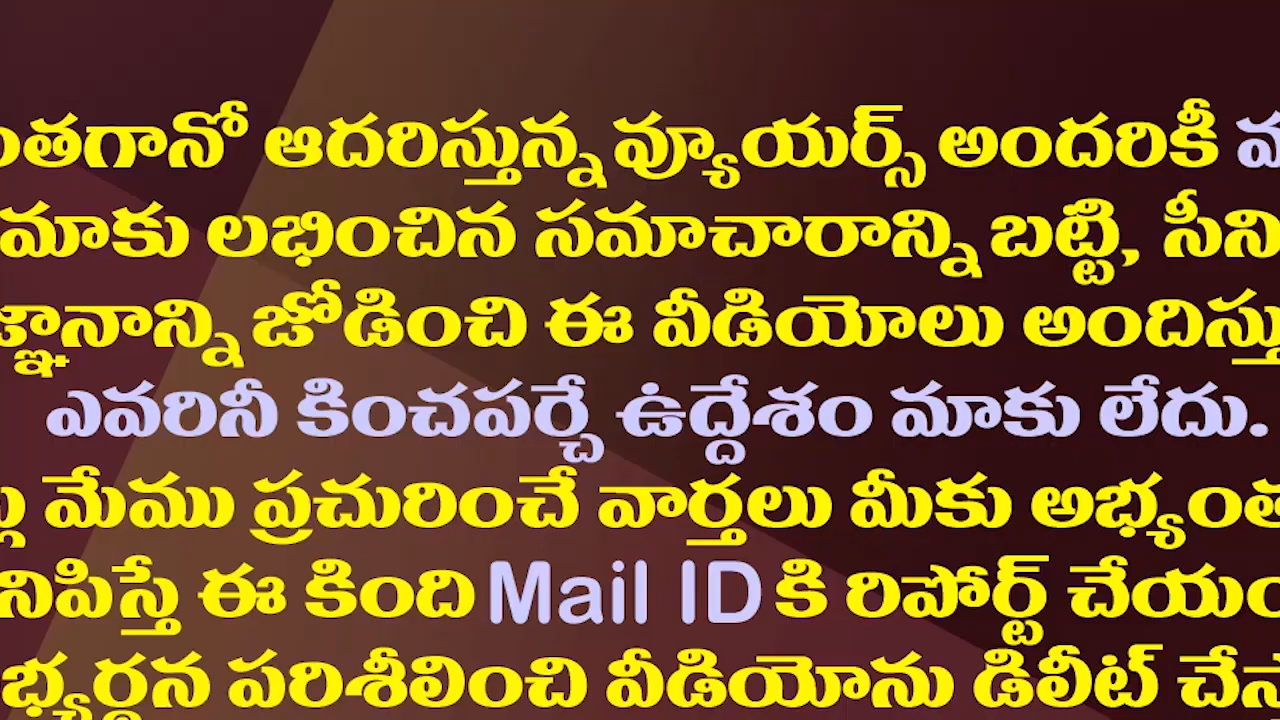 ంతగానో ఆదరిస్తున్న వ్యూయర్స్ అందరికీ
మాకు లభించిన సమాచారాన్ని బట్టి, సీని
జ్ఞానాన్ని జోడించి ఈ వీడియోలు అందిస్తు
ఎవరినీ కించపర్చే ఉద్దేశం మాకు లేదు.
మేము ప్రచురించే వార్తలు మీకు అభ్యంత
నిపిస్తే ఈ కింది Mail ID కి రిపోర్ట్ చేయం
భ్యర్థన పరిశీలించి వీడియోను డిలీట్ చేస